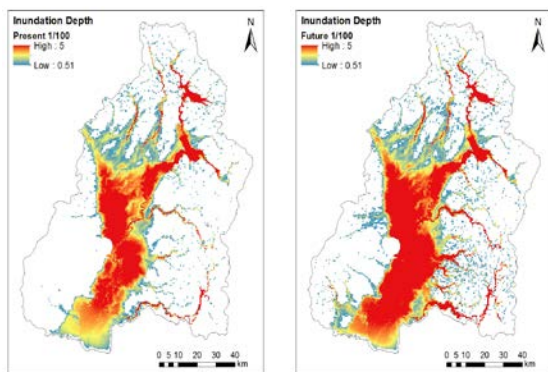 Inundation Depth
Present 1/100
High : 5
Low : 0.51
N
0 5 10 20 30 40
km
Inundation Depth
Future 1/100
High : 5
Low : 0.51
N
0 5 10 20 30 40
km